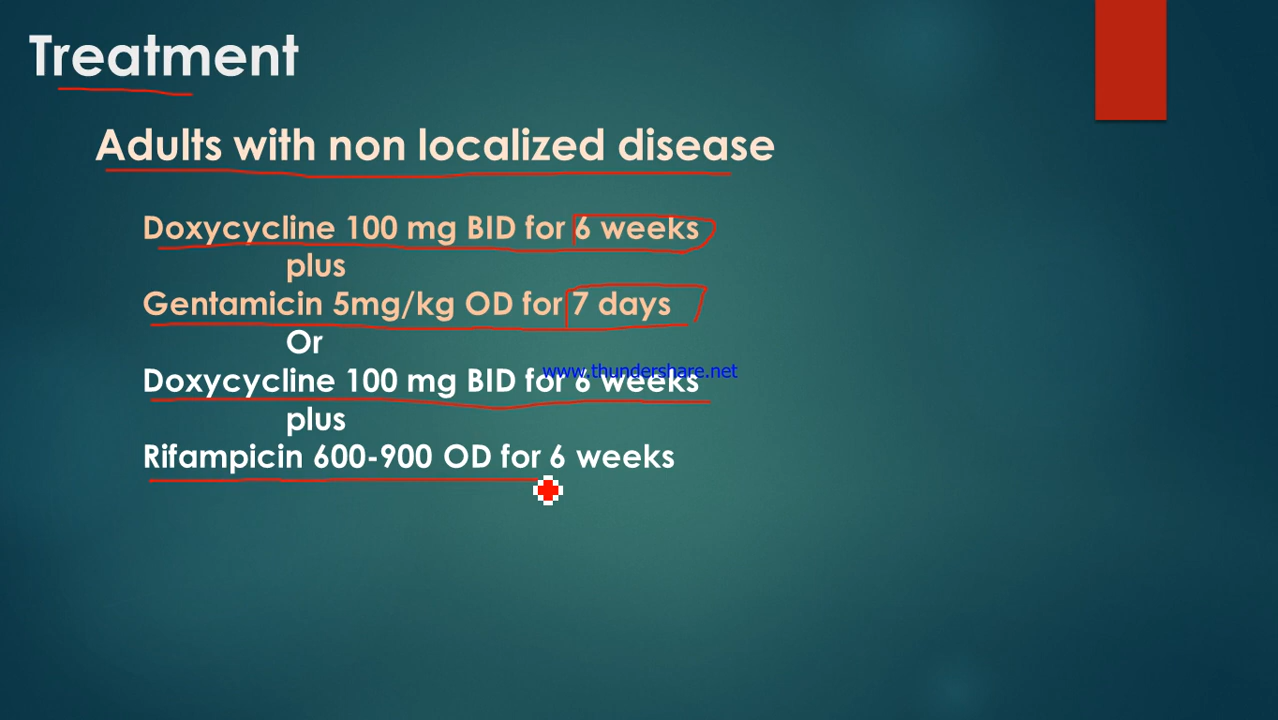 Treatment
Adults with non localized disease
Doxycycline 100 mg BID for 6 weeks
plus
Gentamicin 5mg/kg OD for 7 days
Or
www.thundershare.net
Doxycycline 100 mg BID for 6 weeks
plus
Rifampicin 600-900 OD for 6 weeks